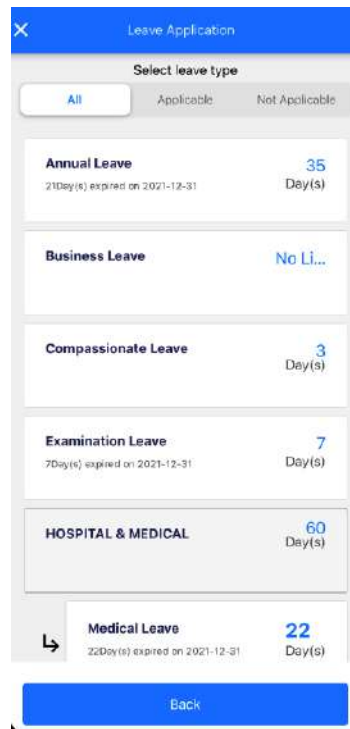 Leave Application
Select leave type
All Applicable Not Applicable
Annual Leave 35
21Day(s) expired on 2021-12-31 Day(s)
Business Leave No Li...
Compassionate Leave 3
Day(s)
Examination Leave 7
7Day(s) expired on 2021-12-31 Day(s)
HOSPITAL & MEDICAL 60
Day(s)
Medical Leave 22
22Day(s) expired on 2021-12-31 Day(s)
Back